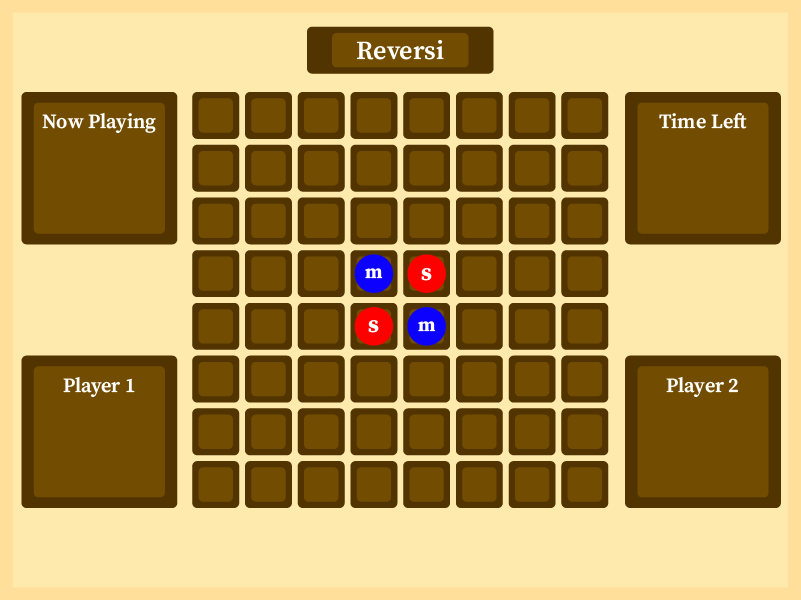 Reversi
Now Playing
Time Left
m s
s m
Player 1
Player 2